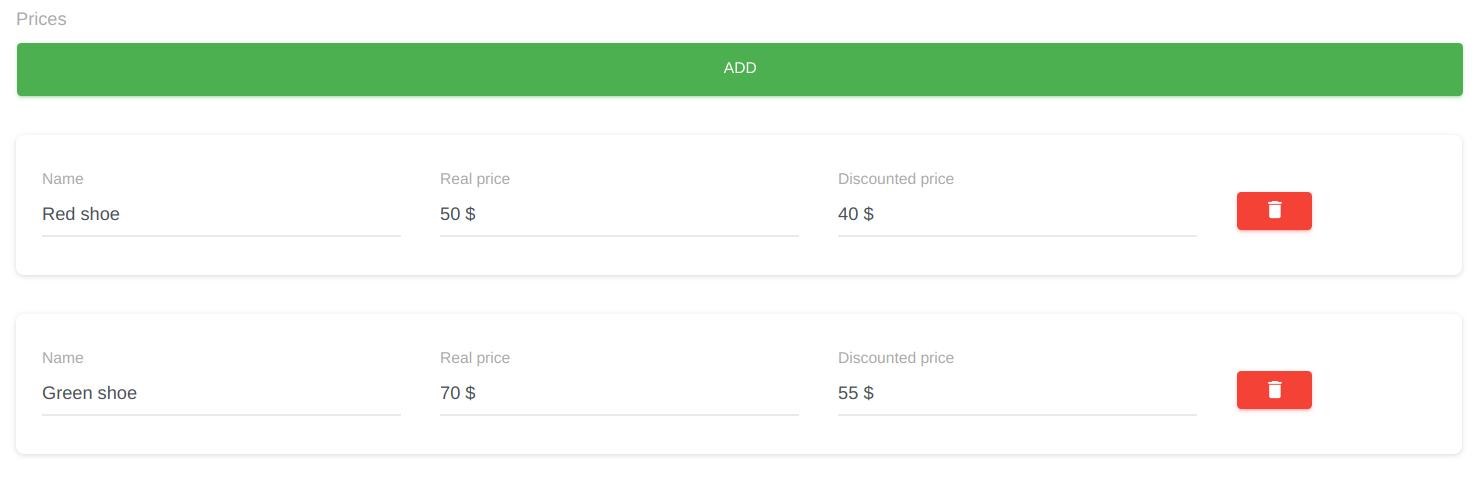 Prices
ADD
Name Real price Discounted price
Red shoe 50 $ 40 $
Name Real price Discounted price
Green shoe 70 $ 55 $